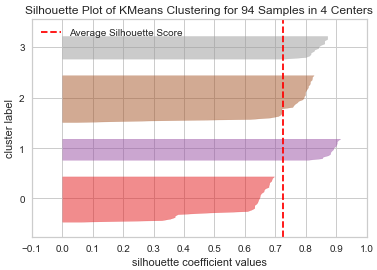 Silhouette Plot of KMeans Clustering for 94 Samples in 4 Centers
Average Silhouette Score
3
2
1
0
cluster label
-0.1 0.0 0.1 0.2 0.3 0.4 0.5 0.6 0.7 0.8 0.9 1.0
silhouette coefficient values